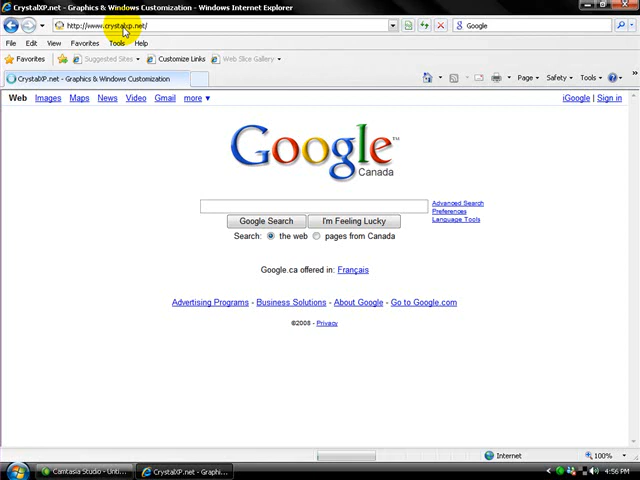 CrystalXP.net - Graphics & Windows Customization - Windows Internet Explorer
http://www.crystalxp.net/
Google
File Edit View Favorites Tools Help
Favorites Suggested Sites Customize Links Web Slice Gallery
CrystalXP.net - Graphics & Windows Customization
Page Safety Tools
Web Images Maps News Video Gmail more ▼
iGoogle | Sign in
Google™
Canada
Advanced Search
Preferences
Language Tools
Google Search I'm Feeling Lucky
Search: the web pages from Canada
Google.ca offered in: Français
Advertising Programs - Business Solutions - About Google - Go to Google.com
©2008 - Privacy
Internet 100%
Camtasia Studio - Unti... CrystalXP.net - Graphi... 4:56 PM